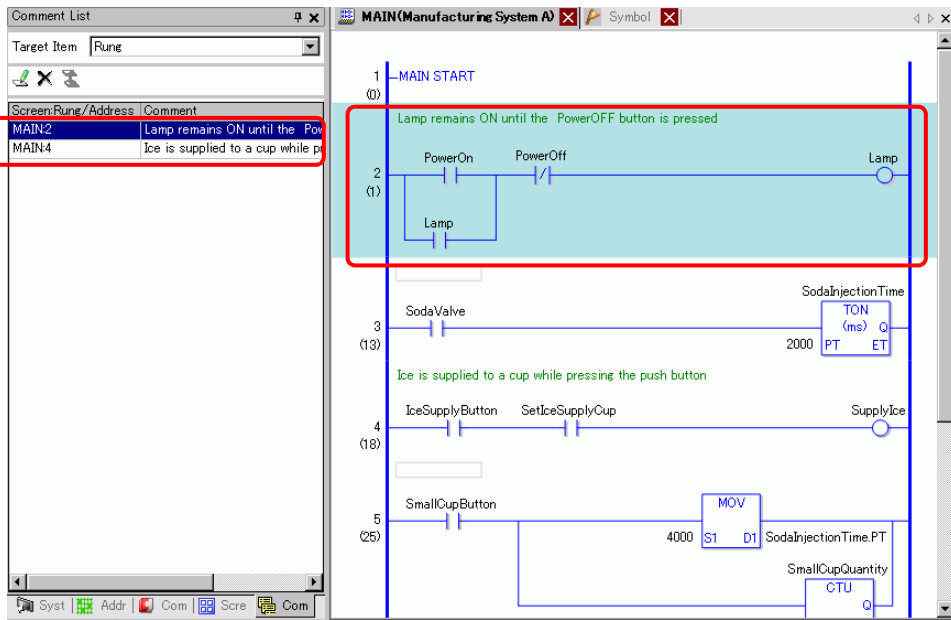 Comment List
Target Item Rung
Screen:Rung/Address Comment
MAIN:2 Lamp remains ON until the Pow
MAIN:4 Ice is supplied to a cup while pr
Syst Addr Com Scre Com
MAIN(Manufacturing System A) Symbol
1 MAIN START
(0)
Lamp remains ON until the PowerOFF button is pressed
PowerOn PowerOff Lamp
2
(1)
Lamp
SodaInjectionTime
SodaValve TON
3 (ms) Q
(13) 2000 PT ET
Ice is supplied to a cup while pressing the push button
IceSupplyButton SetIceSupplyCup SupplyIce
4
(18)
SmallCupButton MOV
5
(25) 4000 S1 D1 SodaInjectionTime.PT
SmallCupQuantity
CTU
Q